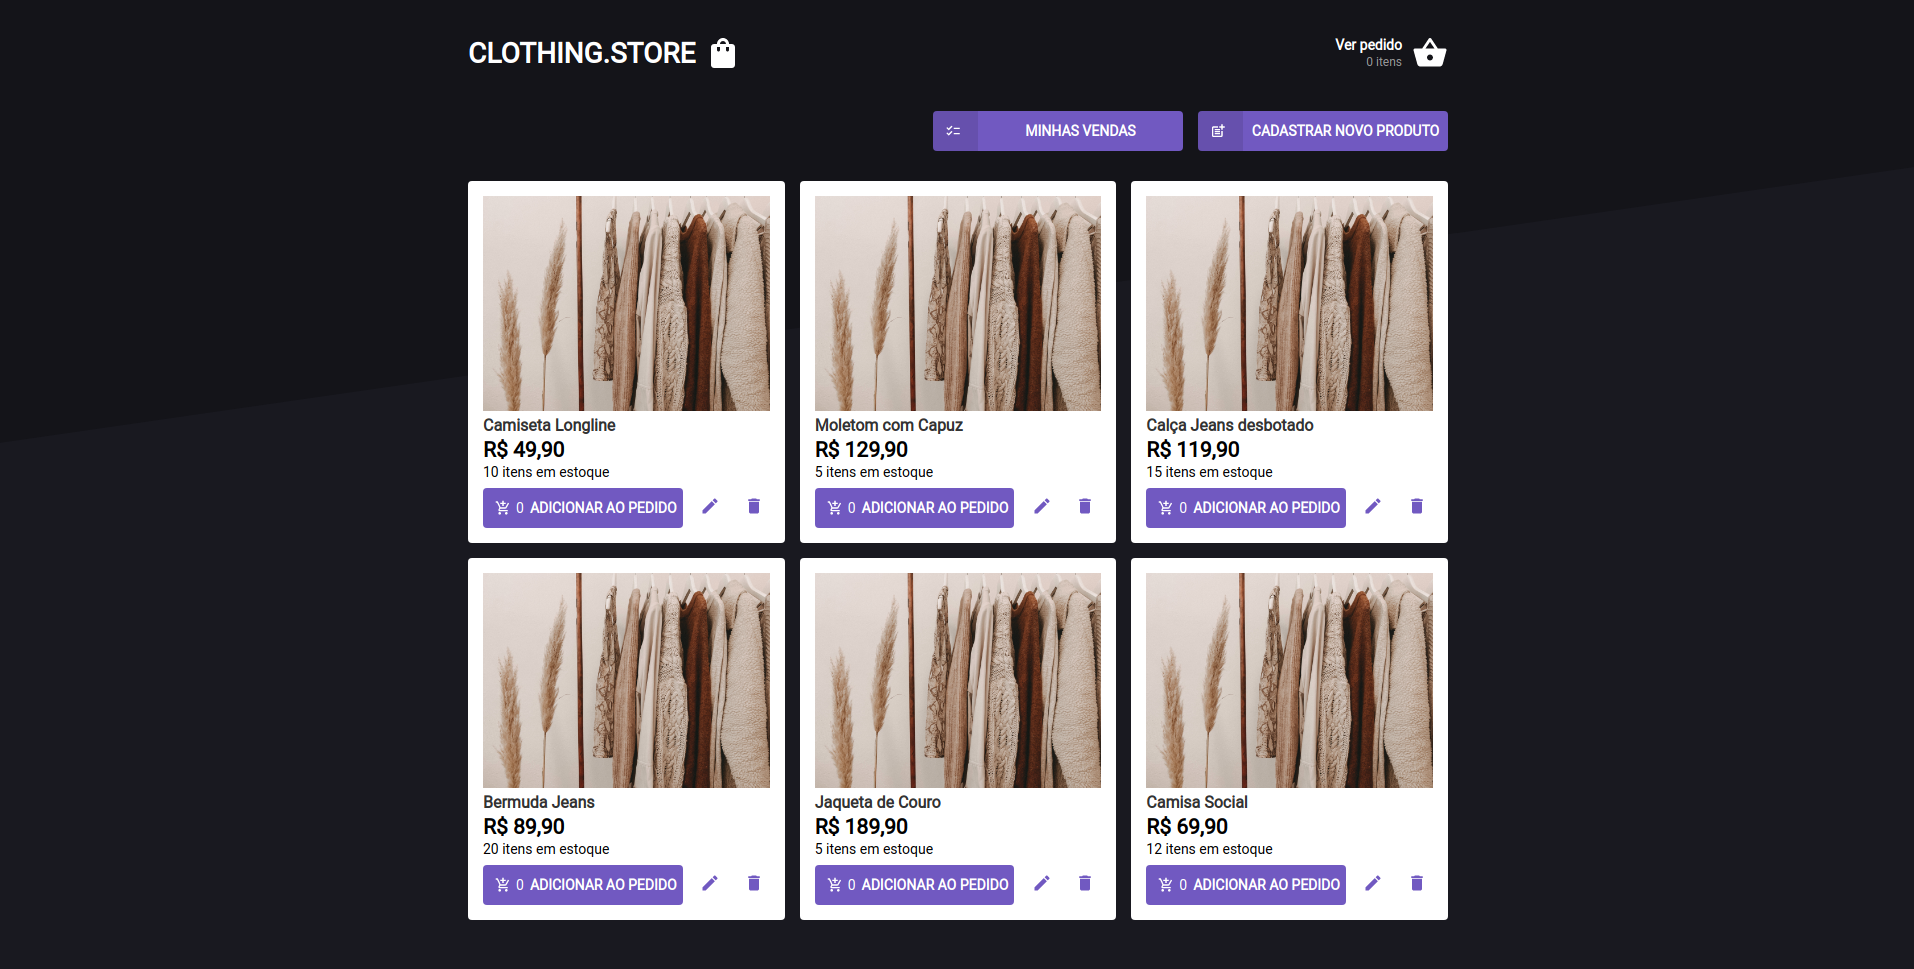 CLOTHING.STORE
Ver pedido
0 itens
MINHAS VENDAS
CADASTRAR NOVO PRODUTO
Camiseta Longline
R$ 49,90
10 itens em estoque
0 ADICIONAR AO PEDIDO
Moletom com Capuz
R$ 129,90
5 itens em estoque
0 ADICIONAR AO PEDIDO
Calça Jeans desbotado
R$ 119,90
15 itens em estoque
0 ADICIONAR AO PEDIDO
Bermuda Jeans
R$ 89,90
20 itens em estoque
0 ADICIONAR AO PEDIDO
Jaqueta de Couro
R$ 189,90
5 itens em estoque
0 ADICIONAR AO PEDIDO
Camisa Social
R$ 69,90
12 itens em estoque
0 ADICIONAR AO PEDIDO